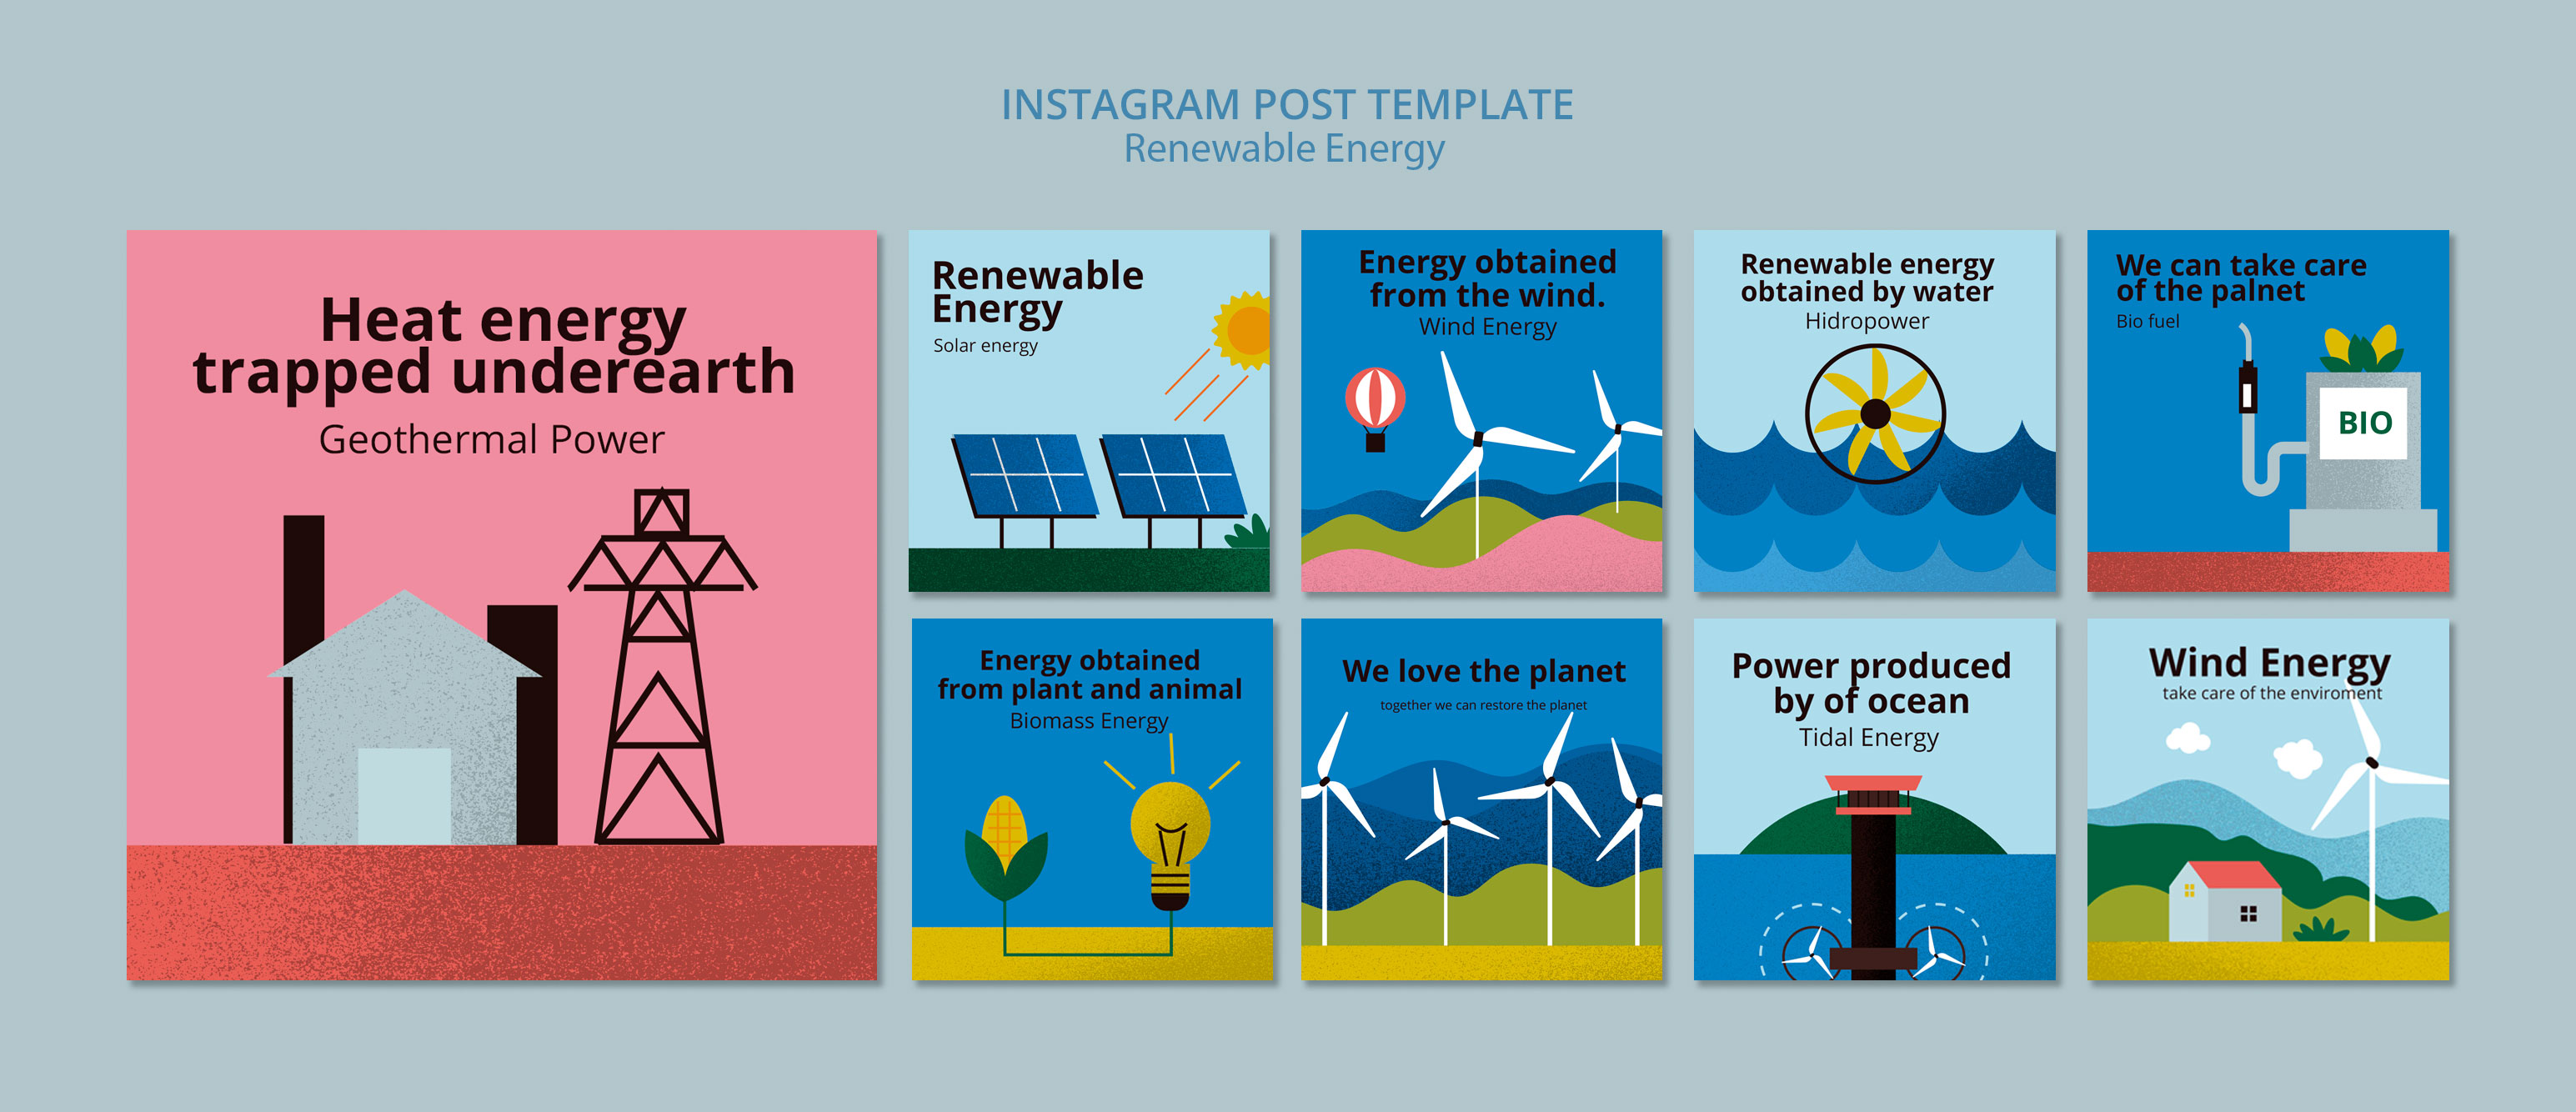 INSTAGRAM POST TEMPLATE
Renewable Energy
Heat energy
trapped underearth
Geothermal Power
Renewable
Energy
Solar energy
Energy obtained
from the wind.
Wind Energy
Renewable energy
obtained by water
Hidropower
We can take care
of the palnet
Bio fuel
BIO
Energy obtained
from plant and animal
Biomass Energy
We love the planet
together we can restore the planet
Power produced
by of ocean
Tidal Energy
Wind Energy
take care of the enviroment